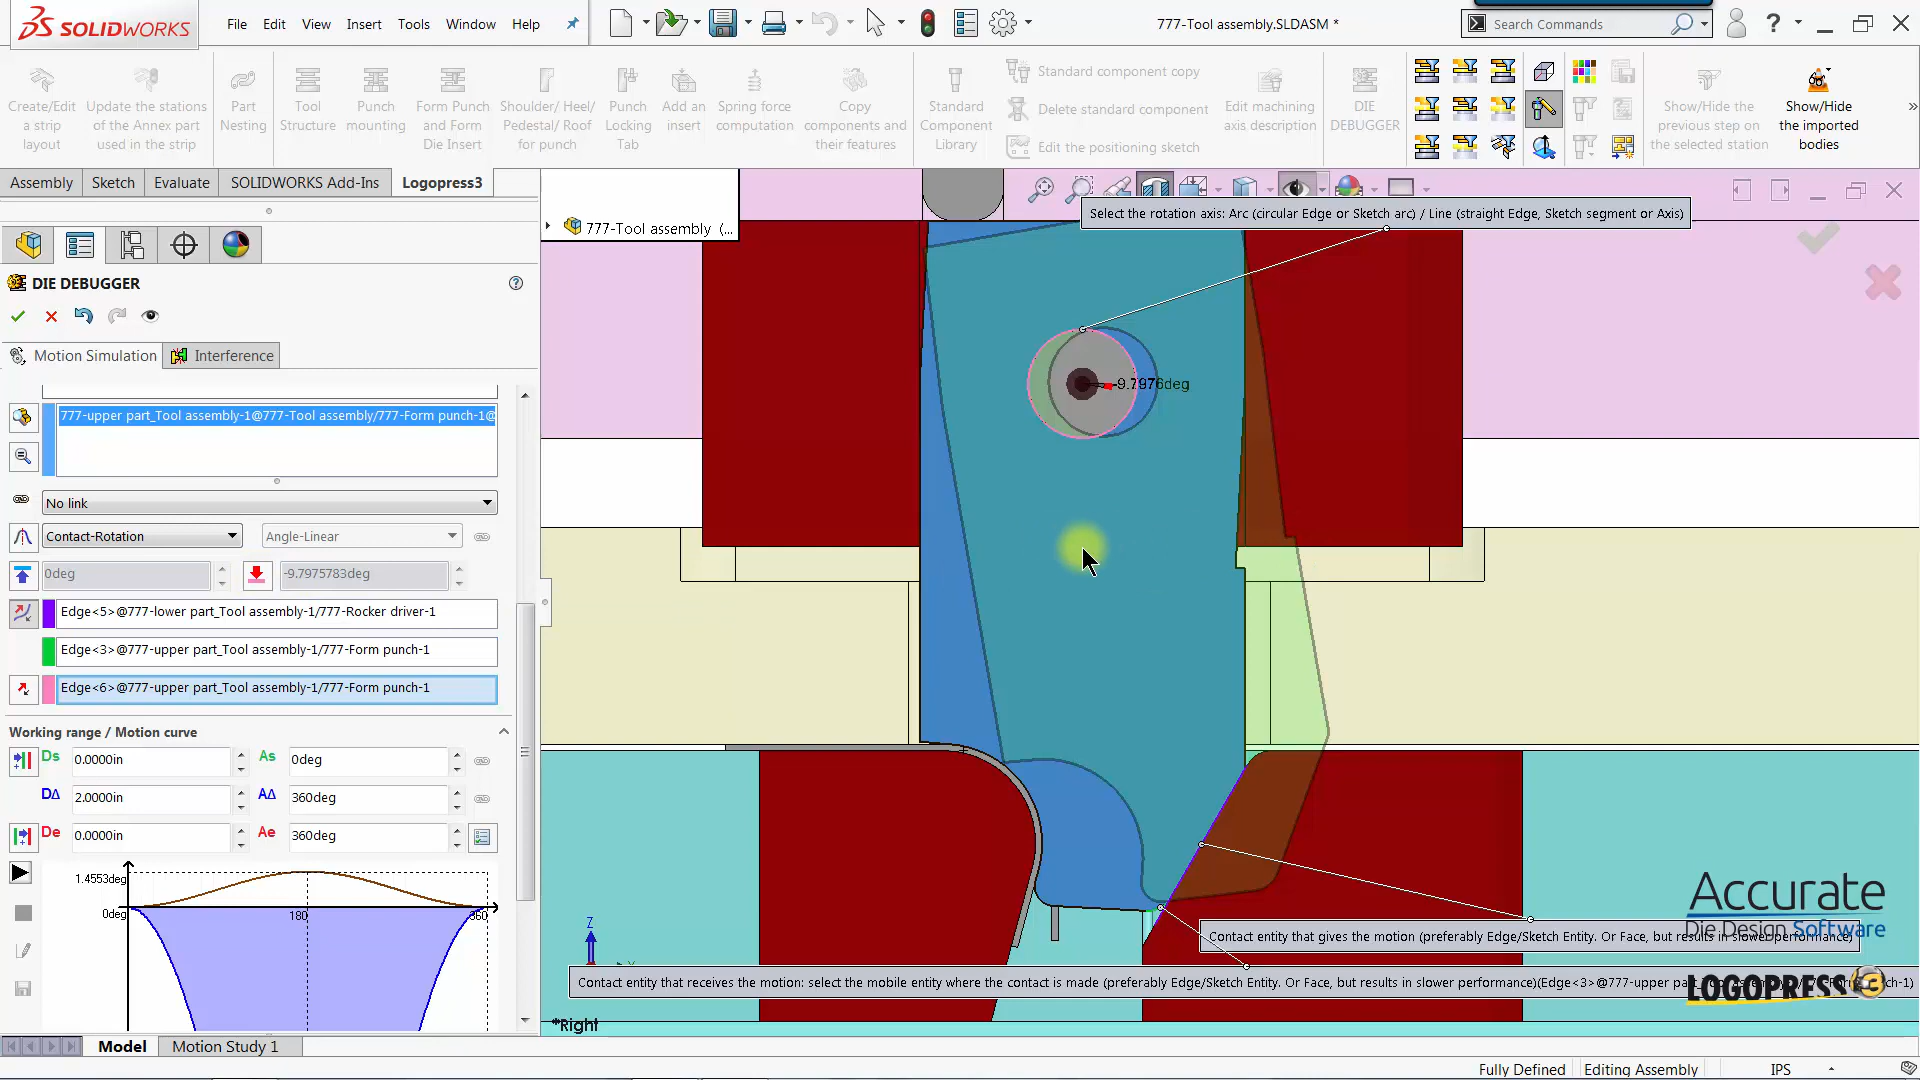 SOLIDWORKS
File Edit View Insert Tools Window Help
777-Tool assembly.SLDASM *
Search Commands
Create/Edit a strip layout
Update the stations of the Annex part used in the strip
Part Nesting
Tool Structure
Punch mounting
Form Punch and Form Die Insert
Shoulder/ Heel/ Pedestal/ Roof for punch
Punch Locking Tab
Add an insert
Spring force computation
Copy components and their features
Standard Component Library
Standard component copy
Delete standard component
Edit the positioning sketch
Edit machining axis description
DIE DEBUGGER
Show/Hide the previous step on the selected station
Show/Hide the imported bodies
Assembly Sketch Evaluate SOLIDWORKS Add-Ins Logopress3
777-Tool assembly (...
Select the rotation axis: Arc (circular Edge or Sketch arc) / Line (straight Edge, Sketch segment or Axis)
DIE DEBUGGER
Motion Simulation
Interference
777-upper part_Tool assembly-1@777-Tool assembly/777-Form punch-1@
No link
Contact-Rotation
Angle-Linear
0deg
-9.7975783deg
Edge<5>@777-lower part_Tool assembly-1/777-Rocker driver-1
Edge<3>@777-upper part_Tool assembly-1/777-Form punch-1
Edge<6>@777-upper part_Tool assembly-1/777-Form punch-1
Working range / Motion curve
Ds 0.0000in As 0deg
DΔ 2.0000in AΔ 360deg
De 0.0000in Ae 360deg
1.4553deg
0deg
180
360
-9.7976deg
Contact entity that gives the motion (preferably Edge/Sketch Entity. Or Face, but results in slower performance)
Contact entity that receives the motion: select the mobile entity where the contact is made (preferably Edge/Sketch Entity. Or Face, but results in slower performance)(Edge<3>@777-upper part_
Z
*Right
Accurate
Die Design Software
LOGOPRESS3
Model
Motion Study 1
Fully Defined
Editing Assembly
IPS